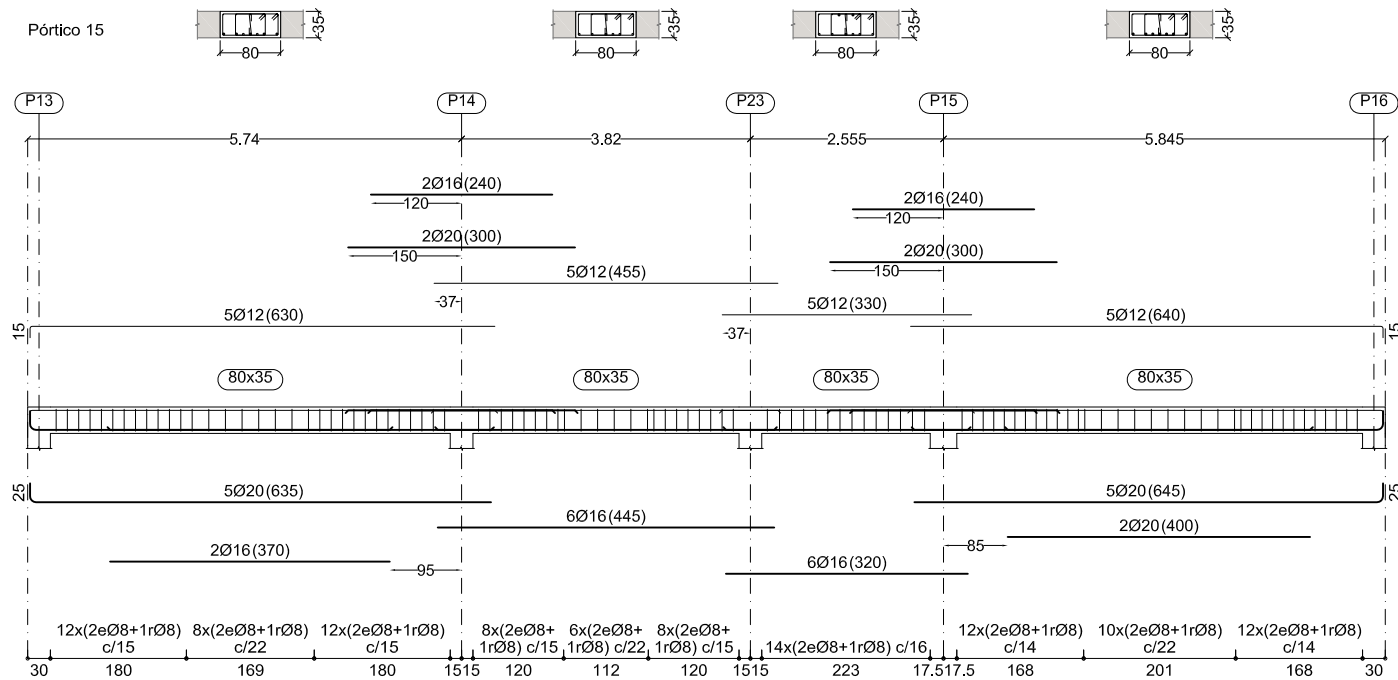 Pórtico 15
35 35 35 35
80 80 80 80
P13 P14 P23 P15 P16
5.74 3.82 2.555 5.845
2Ø16(240)
120
2Ø16(240)
120
2Ø20(300)
150
2Ø20(300)
150
5Ø12(455)
37
5Ø12(330)
37
15 5Ø12(630)
5Ø12(640) 15
80x35 80x35 80x35 80x35
25 5Ø20(635)
5Ø20(645) 25
6Ø16(445)
2Ø20(400)
85
2Ø16(370)
95
6Ø16(320)
12x(2eØ8+1rØ8) 8x(2eØ8+1rØ8) 12x(2eØ8+1rØ8) 8x(2eØ8+ 6x(2eØ8+ 8x(2eØ8+ 12x(2eØ8+1rØ8) 10x(2eØ8+1rØ8) 12x(2eØ8+1rØ8)
c/15 c/22 c/15 1rØ8) c/15 1rØ8) c/22 1rØ8) c/15 14x(2eØ8+1rØ8) c/16 c/14 c/22 c/14
30 180 169 180 15 15 120 112 120 15 15 223 17.5 17.5 168 201 168 30